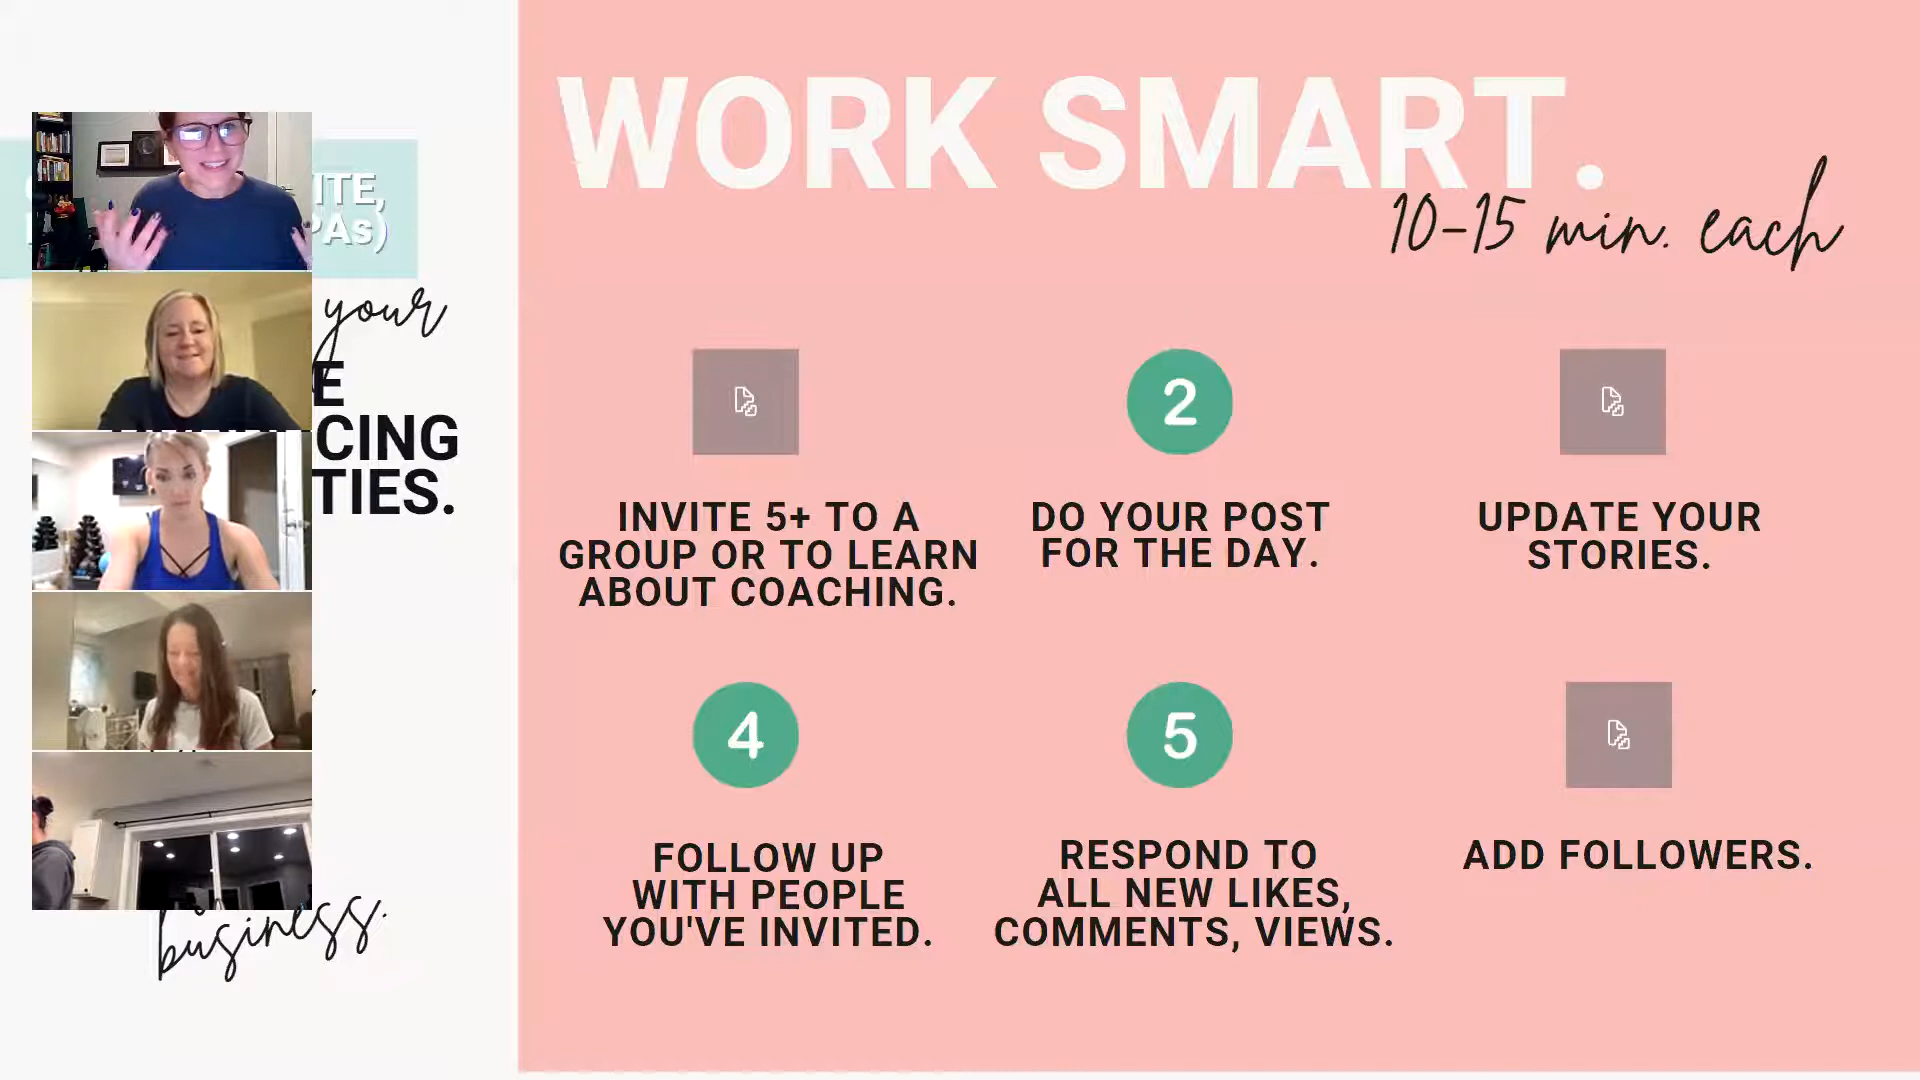 ITE,
PAs)
your
E
CING
TIES.
business.
WORK SMART.
10-15 min. each
INVITE 5+ TO A
GROUP OR TO LEARN
ABOUT COACHING.
2
DO YOUR POST
FOR THE DAY.
UPDATE YOUR
STORIES.
4
FOLLOW UP
WITH PEOPLE
YOU'VE INVITED.
5
RESPOND TO
ALL NEW LIKES,
COMMENTS, VIEWS.
ADD FOLLOWERS.